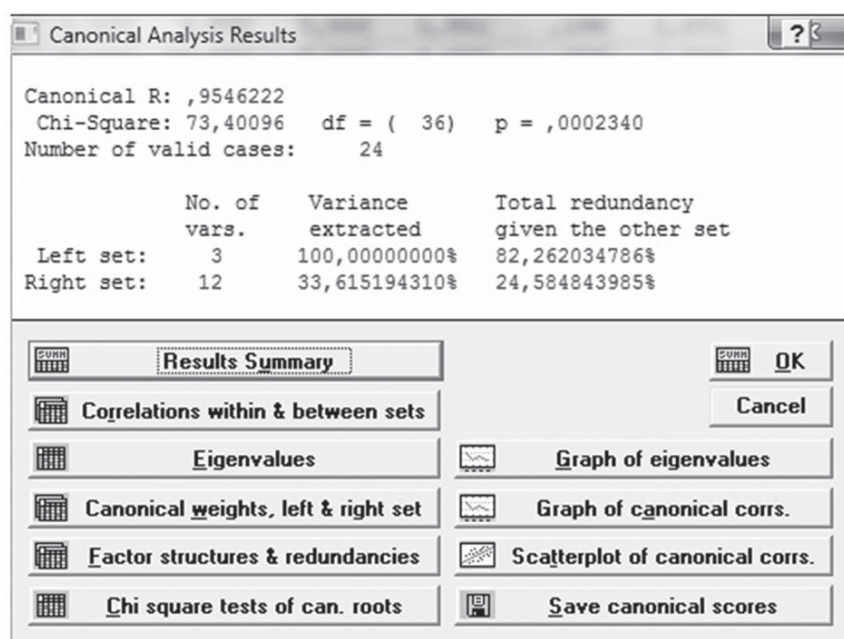 Canonical Analysis Results
?
Canonical R: ,9546222
Chi-Square: 73,40096 df = ( 36) p = ,0002340
Number of valid cases: 24
No. of Variance Total redundancy
vars. extracted given the other set
Left set: 3 100,00000000% 82,262034786%
Right set: 12 33,615194310% 24,584843985%
SUMM Results Summary
SUMM OK
Correlations within & between sets
Cancel
Eigenvalues
Graph of eigenvalues
Canonical weights, left & right set
Graph of canonical corrs.
Factor structures & redundancies
Scatterplot of canonical corrs.
Chi square tests of can. roots
Save canonical scores